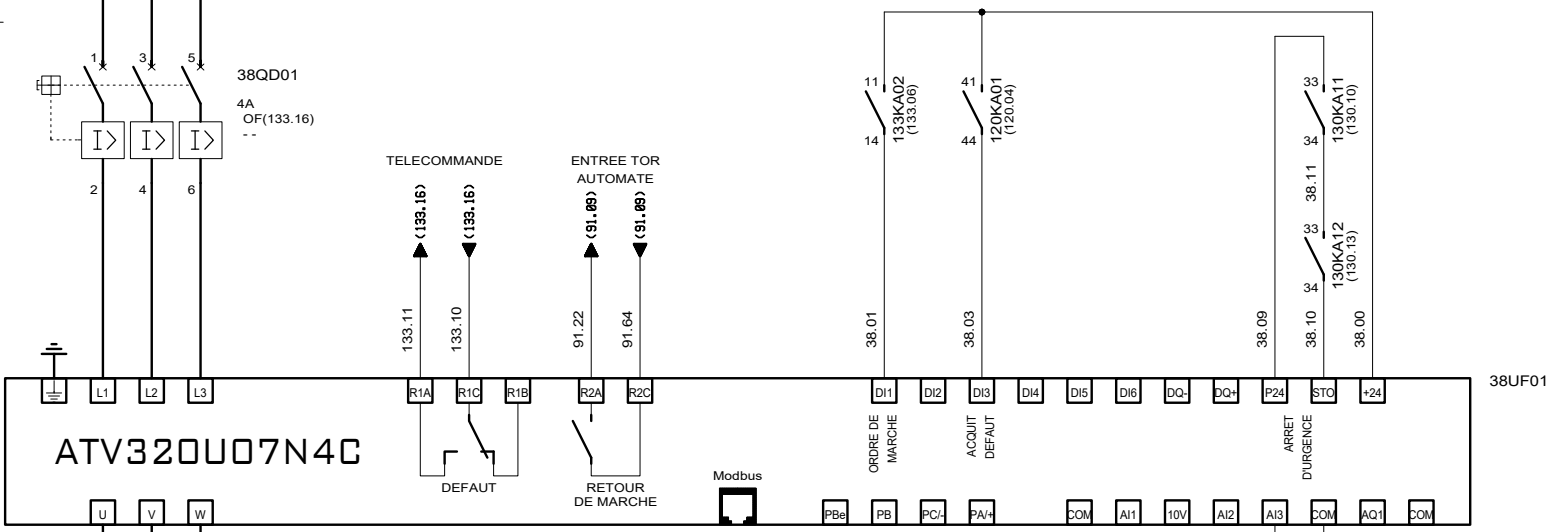 1
3
5
38QD01
4A
OF(133.16)
- -
2
4
6
TELECOMMANDE
ENTREE TOR
AUTOMATE
(133.16)
(133.16)
(91.09)
(91.09)
133.11
133.10
91.22
91.64
11
14
133KA02
(133.06)
41
44
120KA01
(120.04)
33
34
130KA11
(130.10)
38.11
33
34
130KA12
(130.13)
38.01
38.03
38.09
38.10
38.00
38UF01
L1
L2
L3
R1A
R1C
R1B
R2A
R2C
DI1
DI2
DI3
DI4
DI5
DI6
DQ-
DQ+
P24
STO
+24
I>
I>
I>
ATV320U07N4C
DEFAUT
RETOUR
DE MARCHE
Modbus
ORDRE DE
MARCHE
ACQUIT
DEFAUT
ARRET
D'URGENCE
U
V
W
PBe
PB
PC/-
PA/+
COM
AI1
10V
AI2
AI3
COM
AQ1
COM